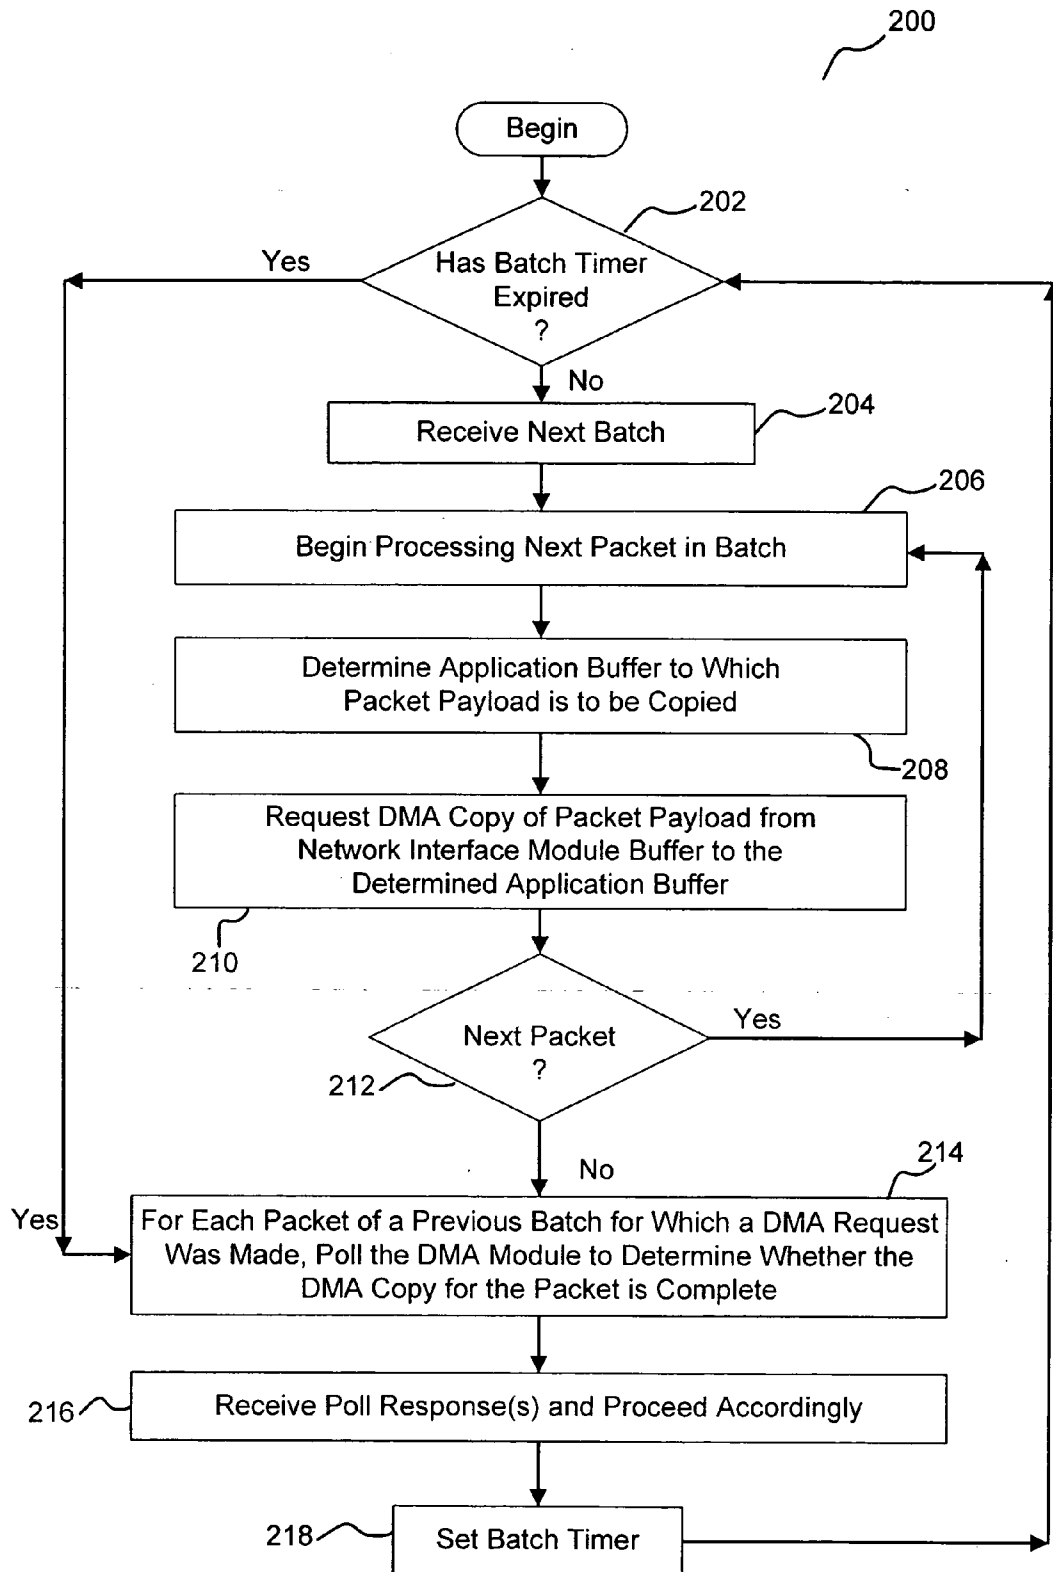 200
Begin
202
Has Batch Timer
Expired
?
Yes
No
204
Receive Next Batch
206
Begin Processing Next Packet in Batch
Determine Application Buffer to Which
Packet Payload is to be Copied
208
Request DMA Copy of Packet Payload from
Network Interface Module Buffer to the
Determined Application Buffer
210
Next Packet
?
Yes
212
No
214
Yes
For Each Packet of a Previous Batch for Which a DMA Request
Was Made, Poll the DMA Module to Determine Whether the
DMA Copy for the Packet is Complete
216
Receive Poll Response(s) and Proceed Accordingly
218
Set Batch Timer